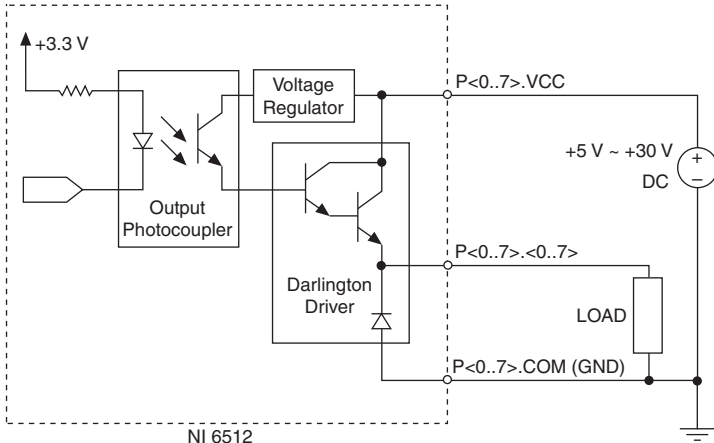 +3.3 V
Voltage
Regulator
P<0..7>.VCC
+5 V ~ +30 V
DC
+
−
Output
Photocoupler
P<0..7>.<0..7>
Darlington
Driver
LOAD
P<0..7>.COM (GND)
NI 6512